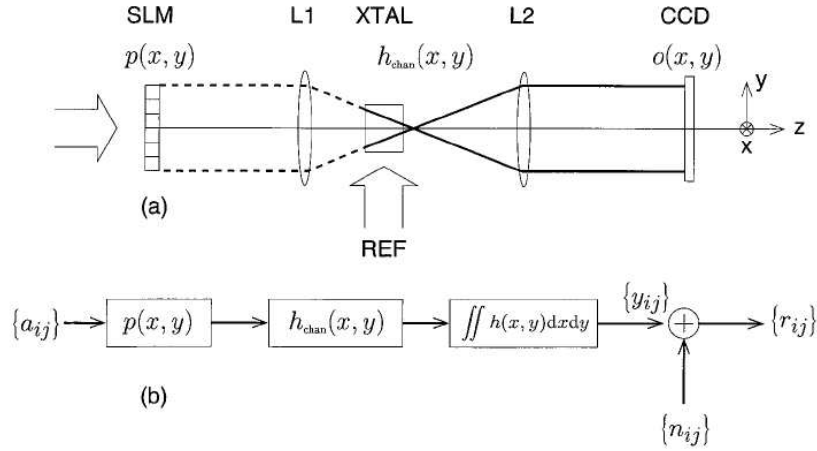 SLM L1 XTAL L2 CCD
p(x, y) h_chan(x, y) o(x, y)
y
z
x
(a)
REF
{a_ij} p(x, y) h_chan(x, y) ∬ h(x, y)dxdy {y_ij} + {r_ij}
(b)
{n_ij}